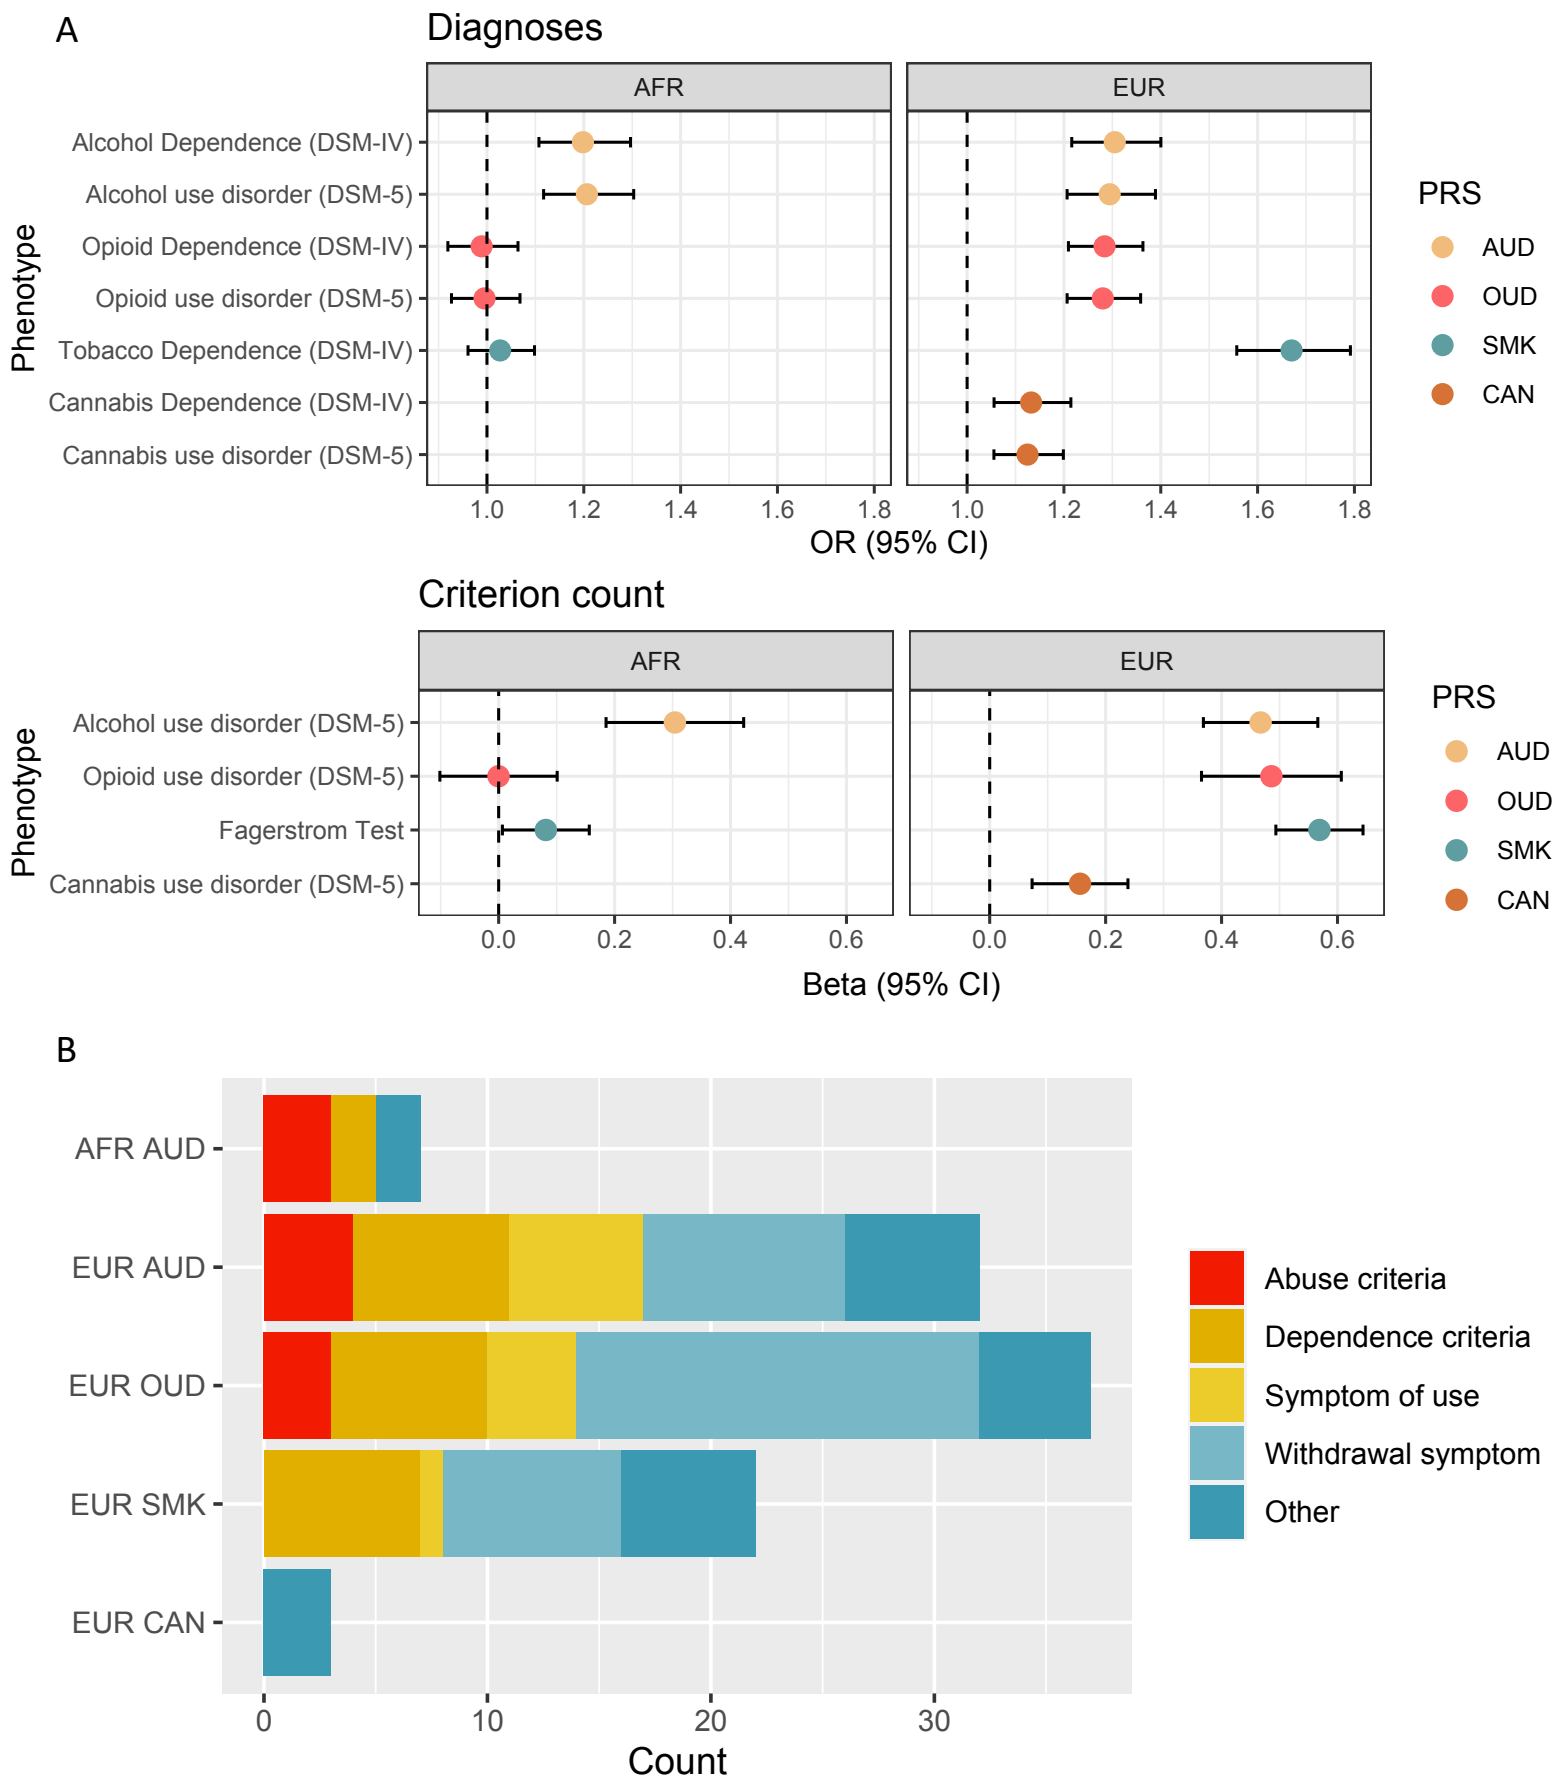 A
Diagnoses
AFR
EUR
Phenotype
Alcohol Dependence (DSM-IV)
Alcohol use disorder (DSM-5)
Opioid Dependence (DSM-IV)
Opioid use disorder (DSM-5)
Tobacco Dependence (DSM-IV)
Cannabis Dependence (DSM-IV)
Cannabis use disorder (DSM-5)
1.0 1.2 1.4 1.6 1.8
1.0 1.2 1.4 1.6 1.8
OR (95% CI)
PRS
AUD
OUD
SMK
CAN
Criterion count
AFR
EUR
Phenotype
Alcohol use disorder (DSM-5)
Opioid use disorder (DSM-5)
Fagerstrom Test
Cannabis use disorder (DSM-5)
0.0 0.2 0.4 0.6
0.0 0.2 0.4 0.6
Beta (95% CI)
PRS
AUD
OUD
SMK
CAN
B
AFR AUD
EUR AUD
EUR OUD
EUR SMK
EUR CAN
0 10 20 30
Count
Abuse criteria
Dependence criteria
Symptom of use
Withdrawal symptom
Other